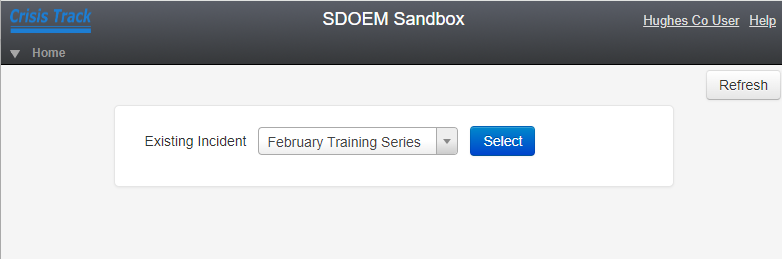 Crisis Track
SDOEM Sandbox
Hughes Co User Help
Home
Refresh
Existing Incident February Training Series Select